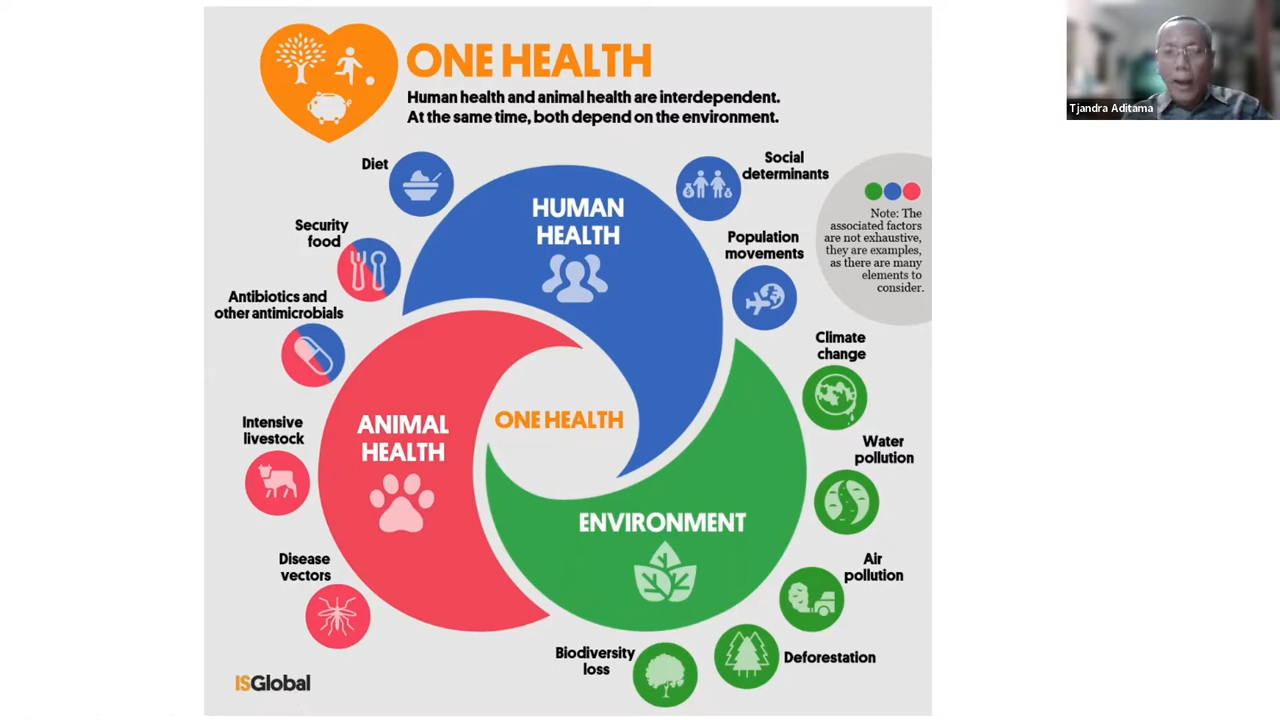 ONE HEALTH
Human health and animal health are interdependent.
At the same time, both depend on the environment.
Tjandra Aditama
Diet
Social
determinants
HUMAN
HEALTH
Security
food
Population
movements
Note: The
associated factors
are not exhaustive,
they are examples,
as there are many
elements to
consider.
Antibiotics and
other antimicrobials
Climate
change
ANIMAL
HEALTH
ONE HEALTH
Intensive
livestock
Water
pollution
ENVIRONMENT
Disease
vectors
Air
pollution
Biodiversity
loss
Deforestation
ISGlobal